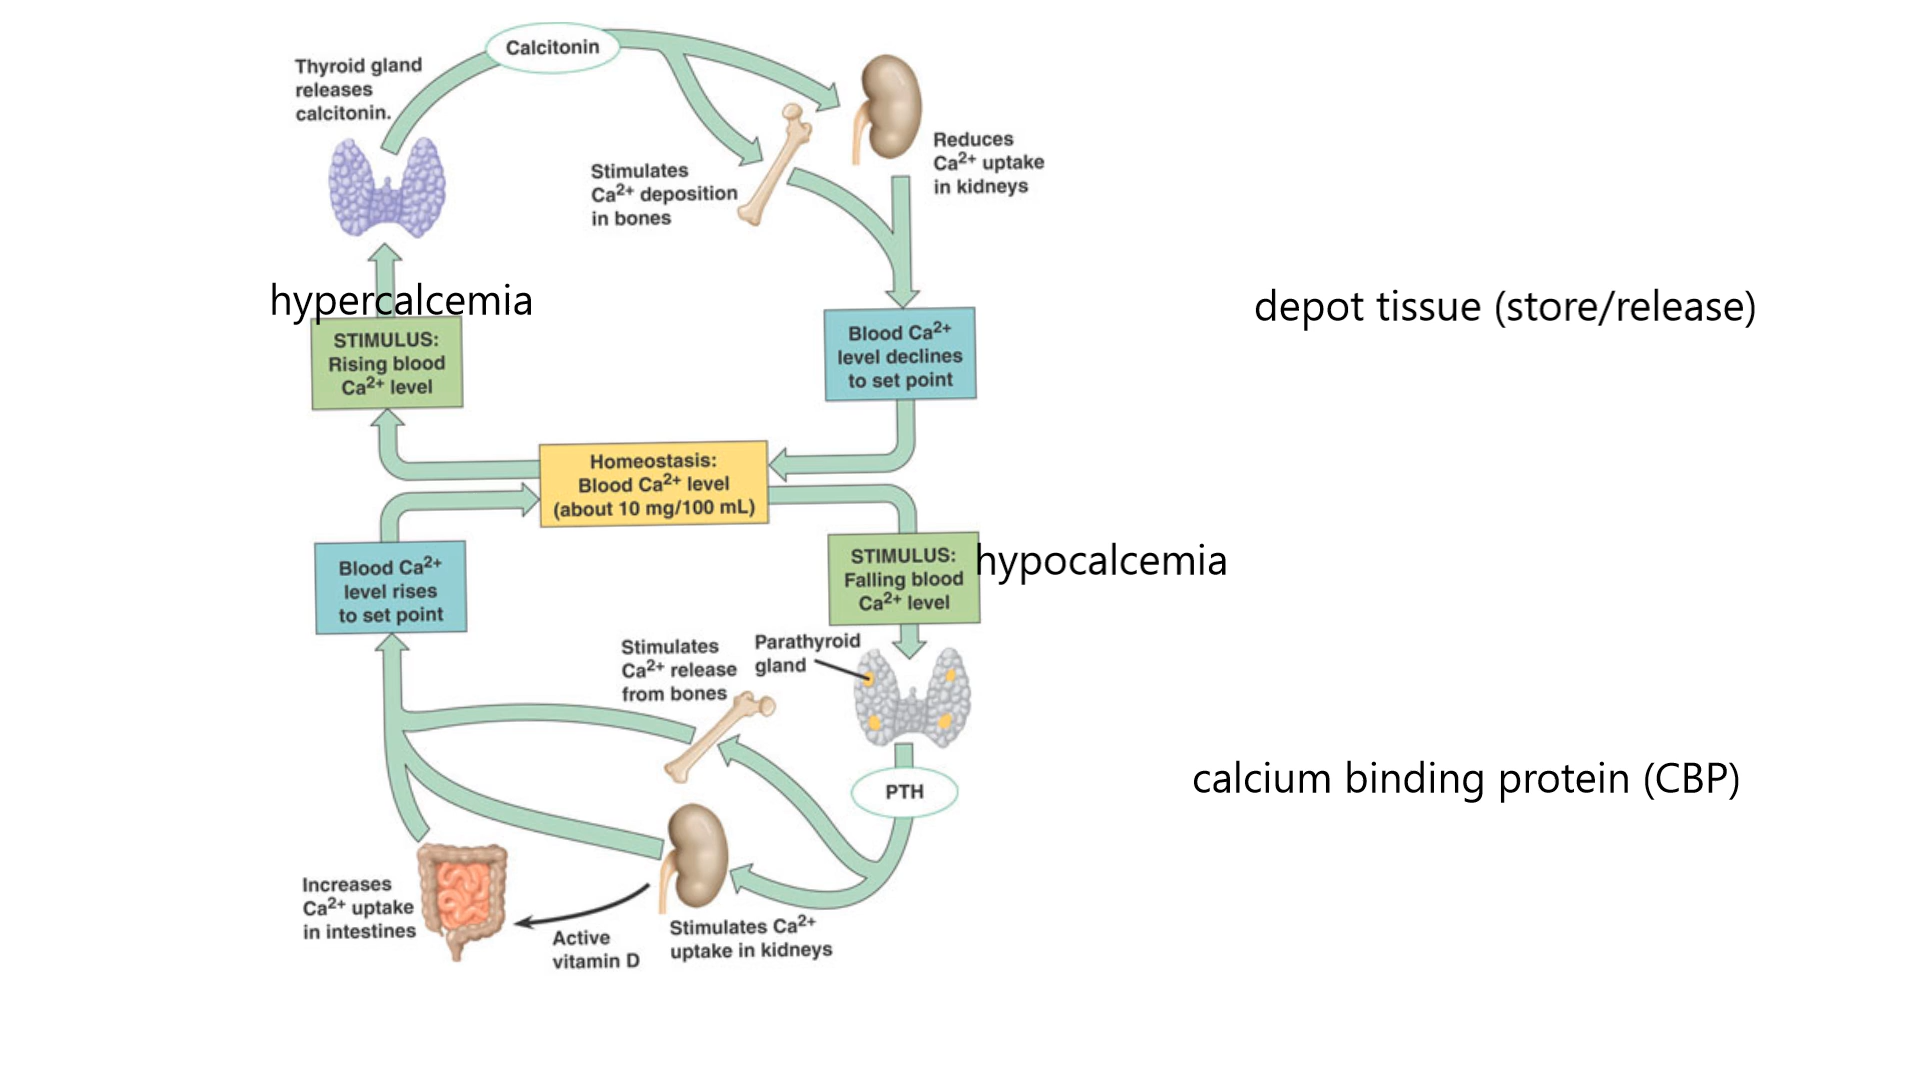 Calcitonin
Thyroid gland
releases
calcitonin.
Reduces
Ca2+ uptake
in kidneys
Stimulates
Ca2+ deposition
in bones
hypercalcemia
depot tissue (store/release)
STIMULUS:
Rising blood
Ca2+ level
Blood Ca2+
level declines
to set point
Homeostasis:
Blood Ca2+ level
(about 10 mg/100 mL)
Blood Ca2+
level rises
to set point
STIMULUS:
Falling blood
Ca2+ level
hypocalcemia
Stimulates
Ca2+ release
from bones
Parathyroid
gland
PTH
calcium binding protein (CBP)
Increases
Ca2+ uptake
in intestines
Active
vitamin D
Stimulates Ca2+
uptake in kidneys